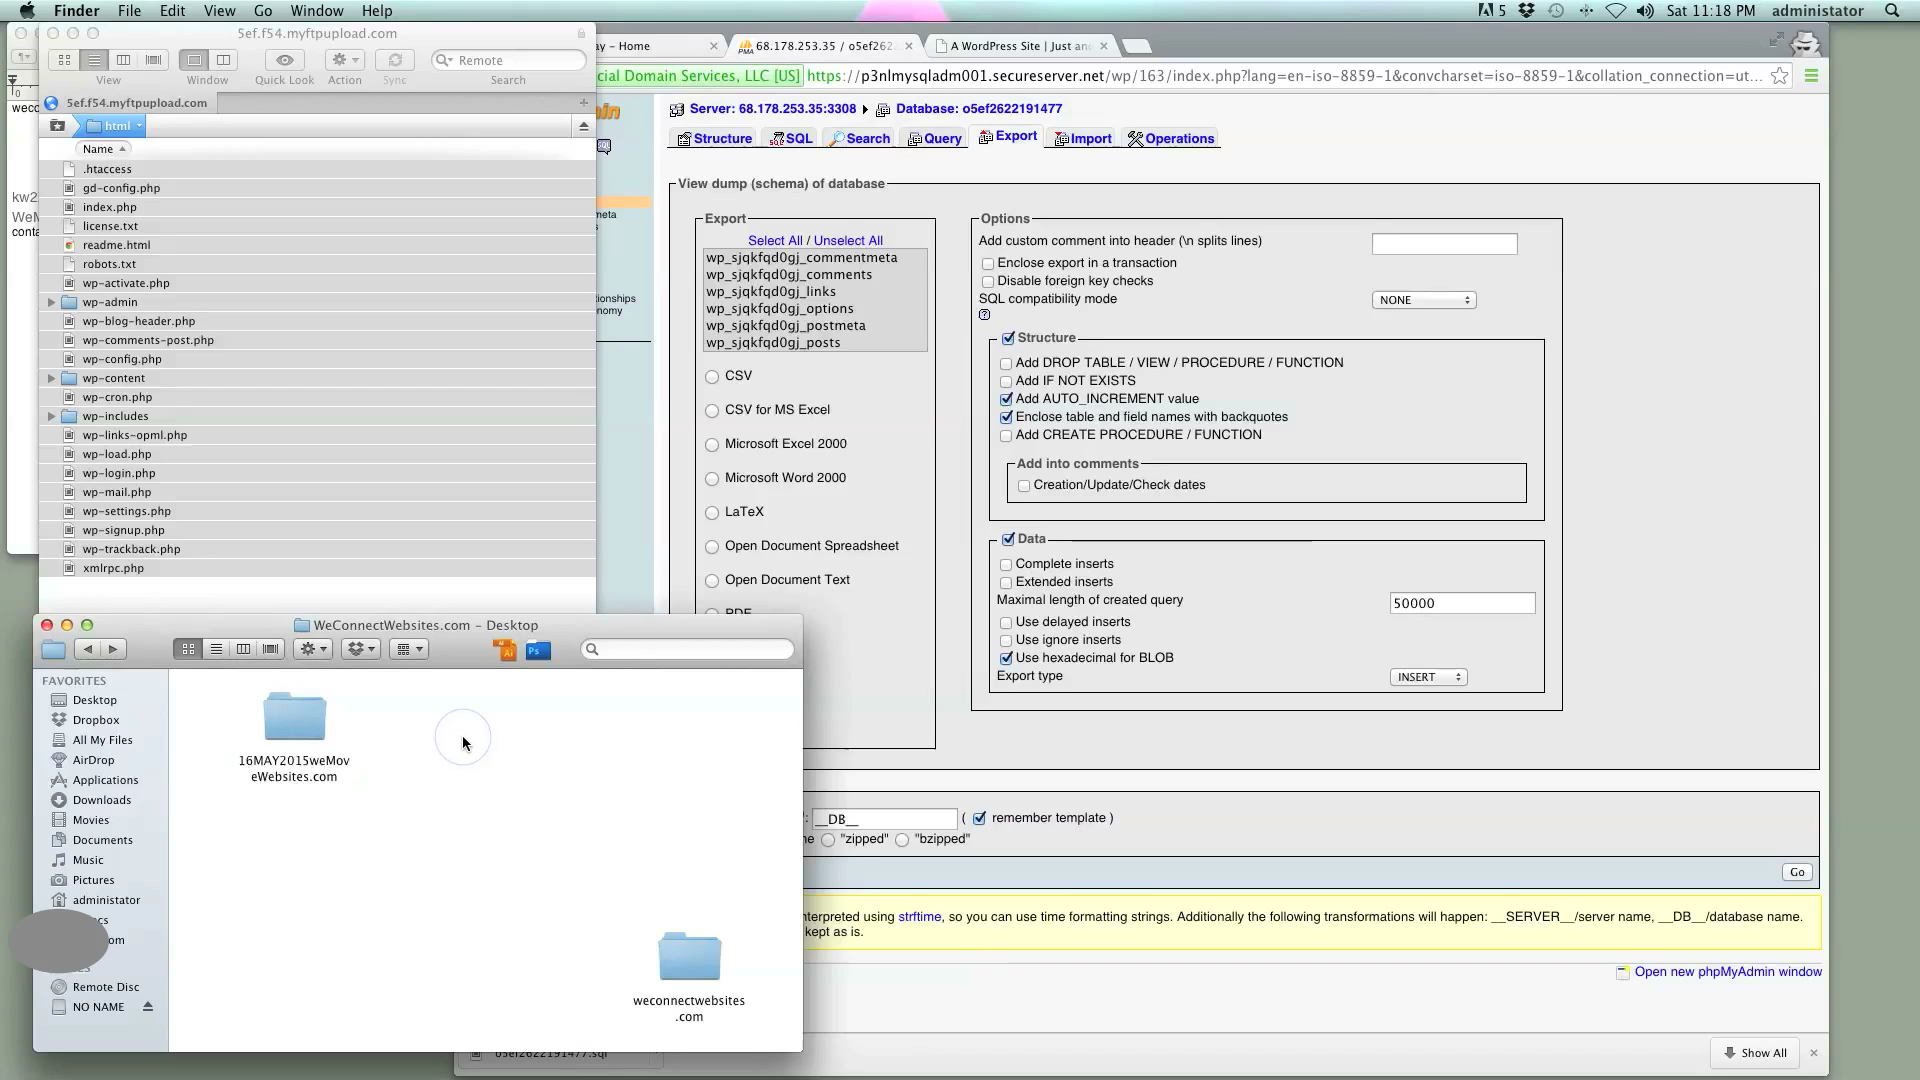 Finder File Edit View Go Window Help
5 Sat 11:18 PM administator
5ef.f54.myftpupload.com
View Window Quick Look Action Sync Search
Remote
5ef.f54.myftpupload.com
html
Name
.htaccess
gd-config.php
index.php
license.txt
readme.html
robots.txt
wp-activate.php
wp-admin
wp-blog-header.php
wp-comments-post.php
wp-config.php
wp-content
wp-cron.php
wp-includes
wp-links-opml.php
wp-load.php
wp-login.php
wp-mail.php
wp-settings.php
wp-signup.php
wp-trackback.php
xmlrpc.php
– Home
68.178.253.35 / o5ef262
A WordPress Site | Just an
cial Domain Services, LLC [US] https://p3nlmysqladm001.secureserver.net/wp/163/index.php?lang=en-iso-8859-1&convcharset=iso-8859-1&collation_connection=ut...
Server: 68.178.253.35:3308 Database: o5ef2622191477
Structure SQL Search Query Export Import Operations
View dump (schema) of database
Export
Select All / Unselect All
wp_sjqkfqd0gj_commentmeta
wp_sjqkfqd0gj_comments
wp_sjqkfqd0gj_links
wp_sjqkfqd0gj_options
wp_sjqkfqd0gj_postmeta
wp_sjqkfqd0gj_posts
CSV
CSV for MS Excel
Microsoft Excel 2000
Microsoft Word 2000
LaTeX
Open Document Spreadsheet
Open Document Text
PDF
Options
Add custom comment into header (\n splits lines)
Enclose export in a transaction
Disable foreign key checks
SQL compatibility mode NONE
Structure
Add DROP TABLE / VIEW / PROCEDURE / FUNCTION
Add IF NOT EXISTS
Add AUTO_INCREMENT value
Enclose table and field names with backquotes
Add CREATE PROCEDURE / FUNCTION
Add into comments
Creation/Update/Check dates
Data
Complete inserts
Extended inserts
Maximal length of created query 50000
Use delayed inserts
Use ignore inserts
Use hexadecimal for BLOB
Export type INSERT
: __DB__ ( remember template )
"zipped" "bzipped"
Go
nterpreted using strftime, so you can use time formatting strings. Additionally the following transformations will happen: __SERVER__/server name, __DB__/database name.
kept as is.
Open new phpMyAdmin window
Show All
WeConnectWebsites.com – Desktop
FAVORITES
Desktop
Dropbox
All My Files
AirDrop
Applications
Downloads
Movies
Documents
Music
Pictures
administator
Remote Disc
NO NAME
16MAY2015weMov
eWebsites.com
weconnectwebsites
.com
o5ef2622191477.sql